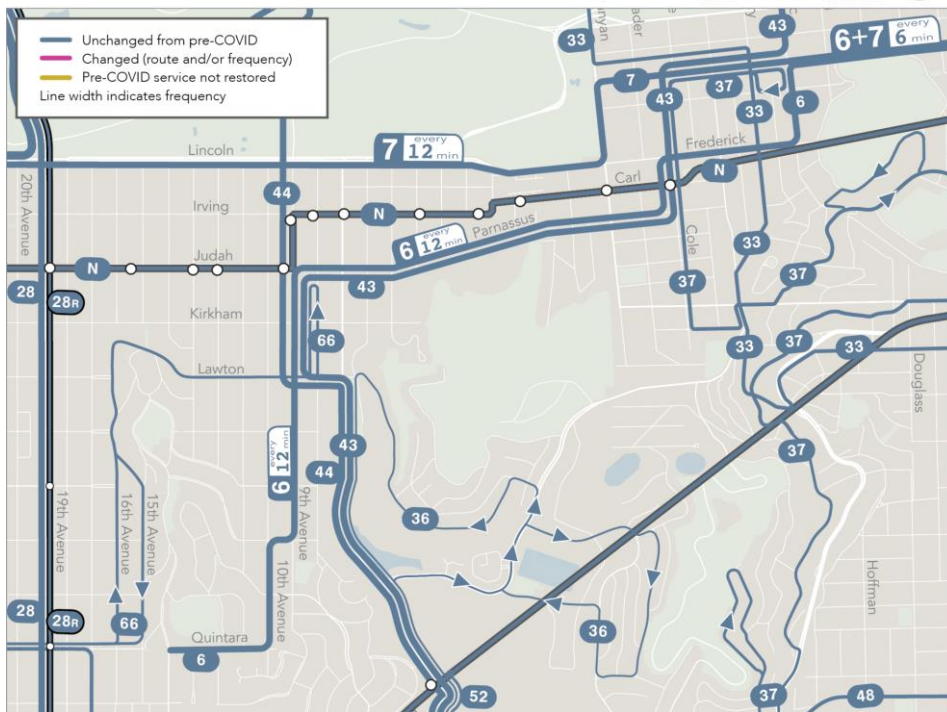 Unchanged from pre-COVID
Changed (route and/or frequency)
Pre-COVID service not restored
Line width indicates frequency
33
43
6+7 every 6 min
7
43
37
33
6
Lincoln
7 every 12 min
Frederick
20th Avenue
44
Irving
N
Carl
N
Parnassus
Judah
N
6 every 12 min
43
Cole
33
37
37
28
28R
Kirkham
66
33
37
33
Lawton
Douglass
6 every 12 min
43
44
37
19th Avenue
16th Avenue
15th Avenue
9th Avenue
36
10th Avenue
Hoffman
28
28R
66
36
Quintara
6
52
37
48